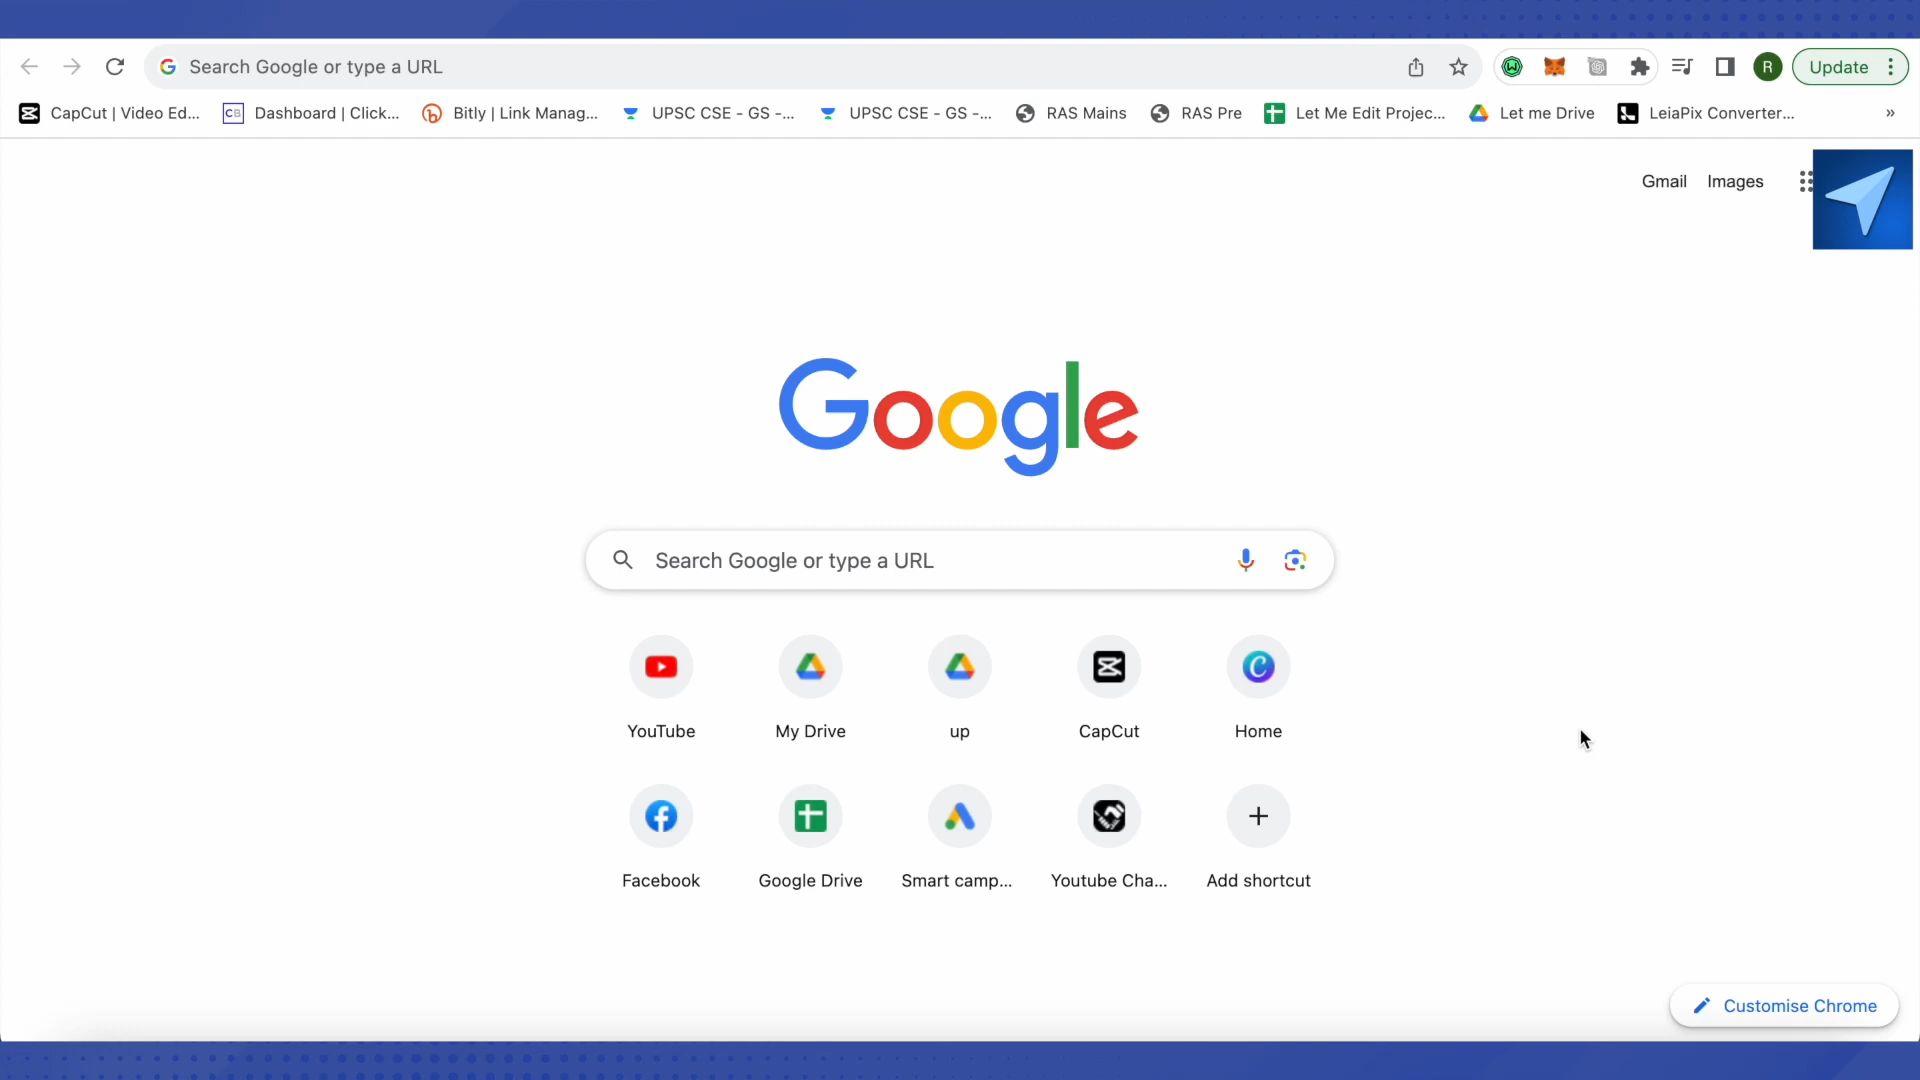 Search Google or type a URL
R
Update
CapCut | Video Ed...
CB
Dashboard | Click...
Bitly | Link Manag...
UPSC CSE - GS -...
UPSC CSE - GS -...
RAS Mains
RAS Pre
Let Me Edit Projec...
Let me Drive
LeiaPix Converter...
»
Gmail
Images
Google
Search Google or type a URL
YouTube
My Drive
up
CapCut
Home
Facebook
Google Drive
Smart camp...
Youtube Cha...
Add shortcut
Customise Chrome